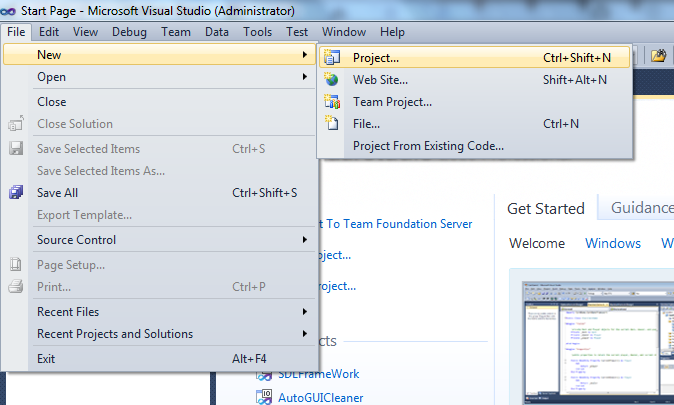 Start Page - Microsoft Visual Studio (Administrator)
File Edit View Debug Team Data Tools Test Window Help
New
Open
Close
Close Solution
Save Selected Items Ctrl+S
Save Selected Items As...
Save All Ctrl+Shift+S
Export Template...
Source Control
Page Setup...
Print... Ctrl+P
Recent Files
Recent Projects and Solutions
Exit Alt+F4
Project... Ctrl+Shift+N
Web Site... Shift+Alt+N
Team Project...
File... Ctrl+N
Project From Existing Code...
t To Team Foundation Server
oject...
oject...
cts
SDLFrameWork
AutoGUICleaner
Get Started Guidance
Welcome Windows W